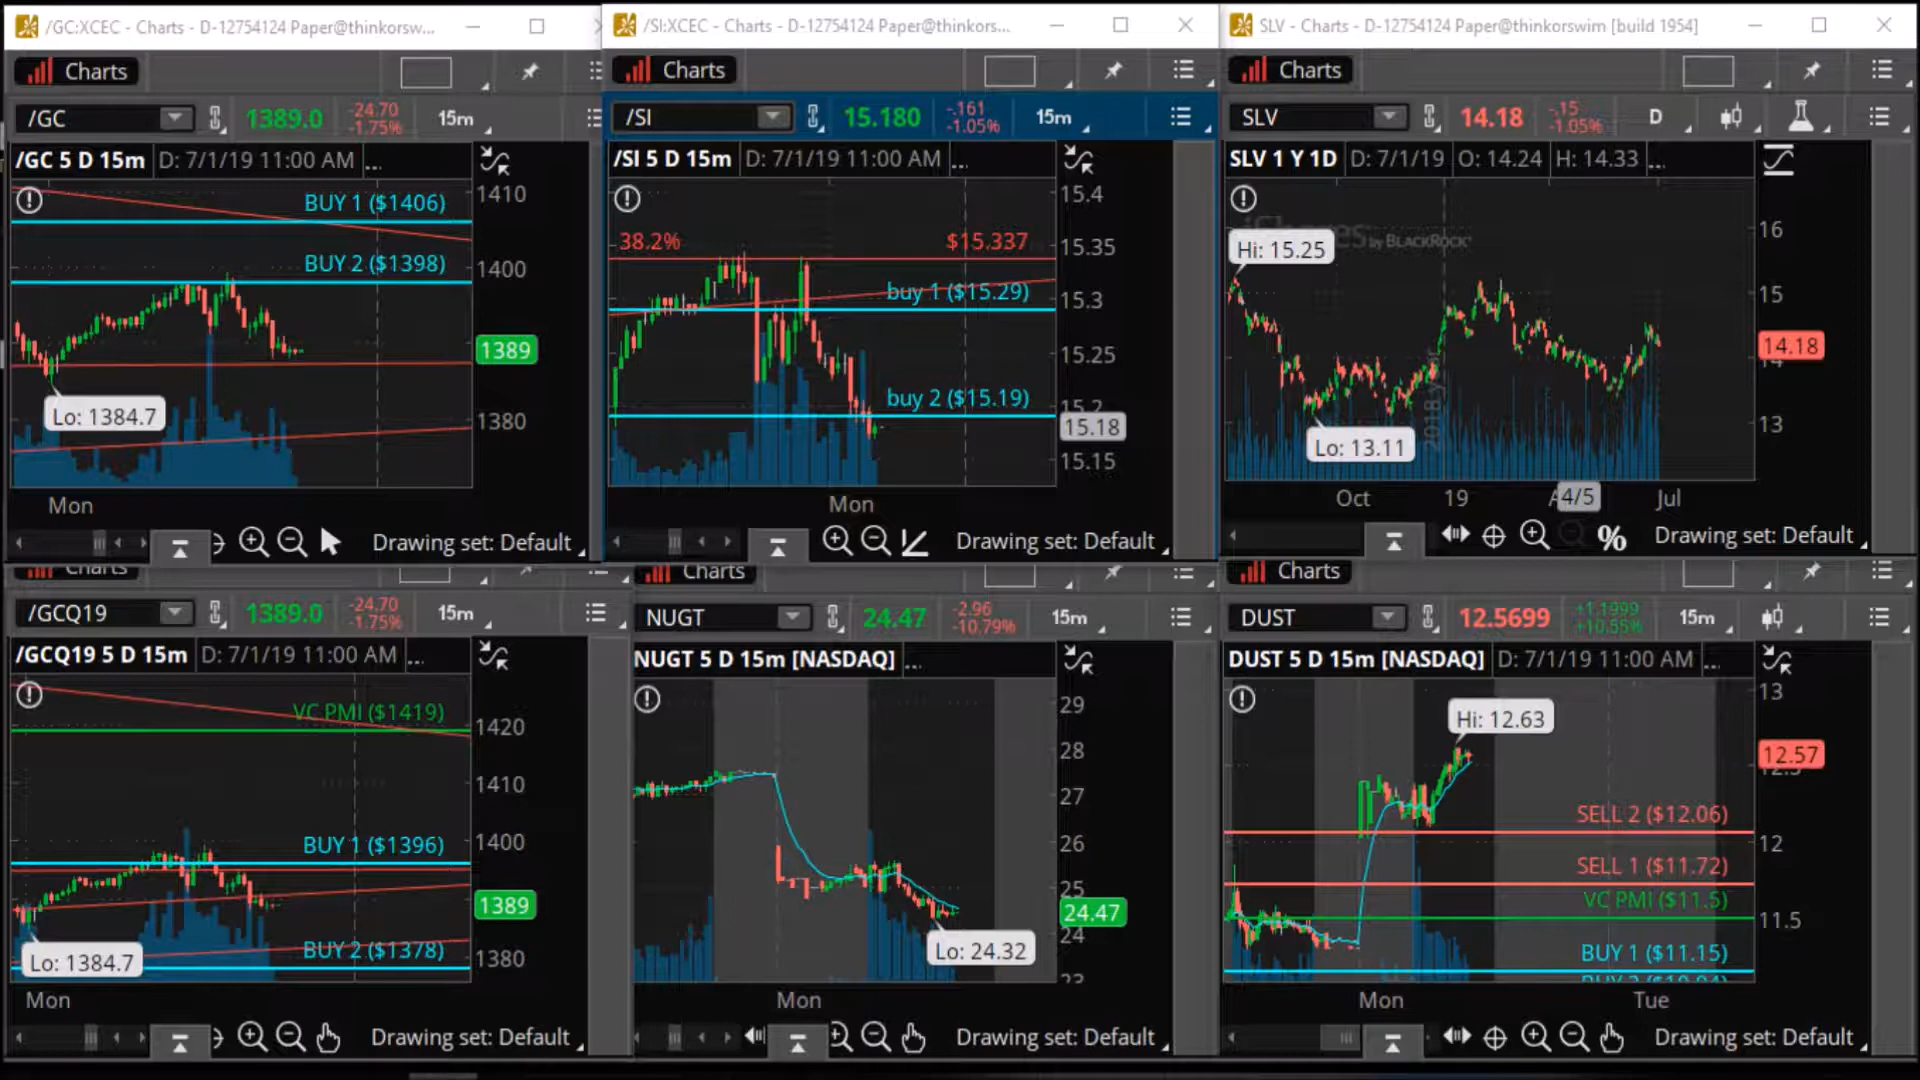 /GC:XCEC - Charts - D-12754124 Paper@thinkorsw...
Charts
/GC 1389.0 -24.70 -1.75% 15m
/GC 5 D 15m D: 7/1/19 11:00 AM ...
BUY 1 ($1406)
BUY 2 ($1398)
1410
1400
1389
1380
Lo: 1384.7
Mon
Drawing set: Default
/SI:XCEC - Charts - D-12754124 Paper@thinkors...
Charts
/SI 15.180 -.161 -1.05% 15m
/SI 5 D 15m D: 7/1/19 11:00 AM ...
38.2% $15.337
buy 1 ($15.29)
buy 2 ($15.19)
15.4
15.35
15.3
15.25
15.2
15.18
15.15
Mon
Drawing set: Default
SLV - Charts - D-12754124 Paper@thinkorswim [build 1954]
Charts
SLV 14.18 -.15 -1.05% D
SLV 1 Y 1D D: 7/1/19 O: 14.24 H: 14.33 ...
by BLACKROCK
Hi: 15.25
Lo: 13.11
2018 year
16
15
14.18
13
Oct 19 4/5 Jul
%
Drawing set: Default
Charts
/GCQ19 1389.0 -24.70 -1.75% 15m
/GCQ19 5 D 15m D: 7/1/19 11:00 AM ...
VC PMI ($1419)
BUY 1 ($1396)
BUY 2 ($1378)
1420
1410
1400
1389
1380
Lo: 1384.7
Mon
Drawing set: Default
Charts
NUGT 24.47 -2.96 -10.79% 15m
NUGT 5 D 15m [NASDAQ] ...
29
28
27
26
25
24.47
24
23
Lo: 24.32
Mon
Drawing set: Default
Charts
DUST 12.5699 +1.1999 +10.55% 15m
DUST 5 D 15m [NASDAQ] D: 7/1/19 11:00 AM ...
Hi: 12.63
SELL 2 ($12.06)
SELL 1 ($11.72)
VC PMI ($11.5)
BUY 1 ($11.15)
13
12.57
12.5
12
11.5
Mon Tue
Drawing set: Default